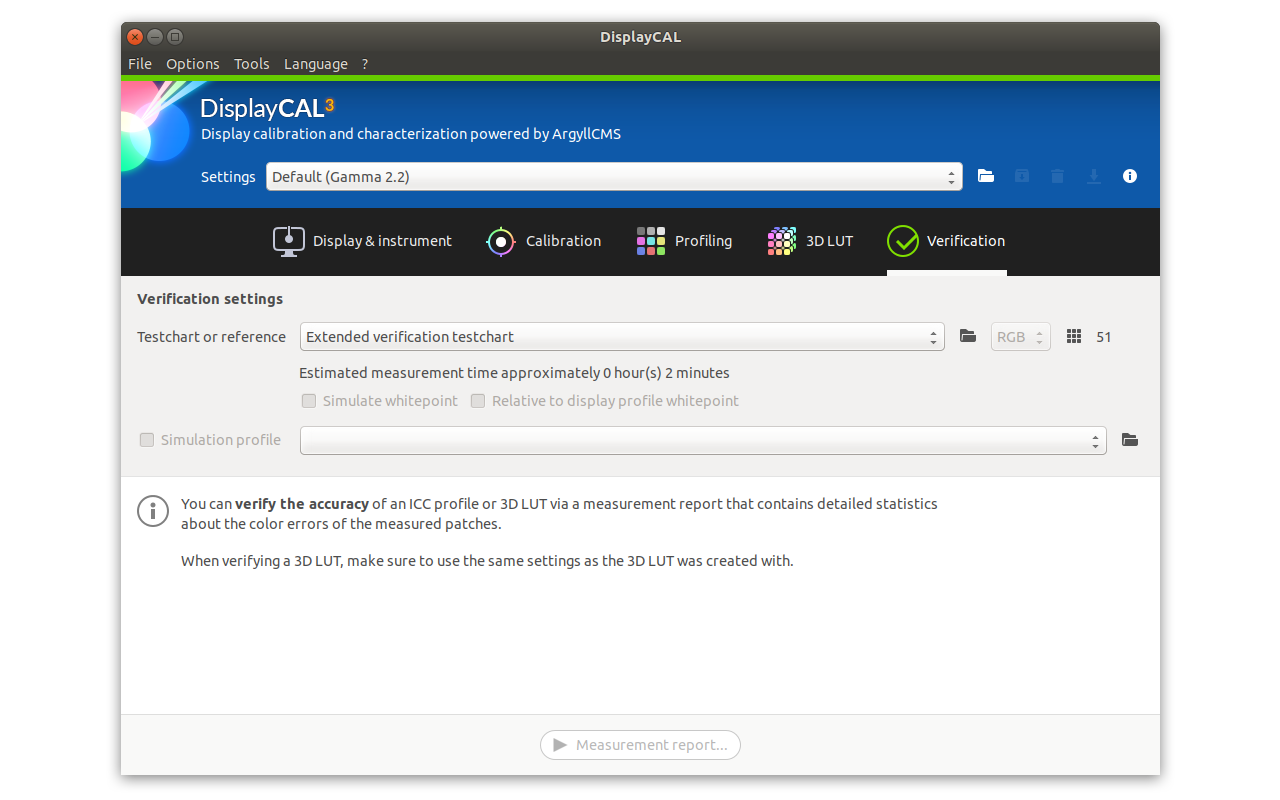 DisplayCAL
File Options Tools Language ?
DisplayCAL3
Display calibration and characterization powered by ArgyllCMS
Settings Default (Gamma 2.2)
Display & instrument Calibration Profiling 3D LUT Verification
Verification settings
Testchart or reference Extended verification testchart RGB 51
Estimated measurement time approximately 0 hour(s) 2 minutes
Simulate whitepoint Relative to display profile whitepoint
Simulation profile
You can verify the accuracy of an ICC profile or 3D LUT via a measurement report that contains detailed statistics
about the color errors of the measured patches.
When verifying a 3D LUT, make sure to use the same settings as the 3D LUT was created with.
Measurement report...